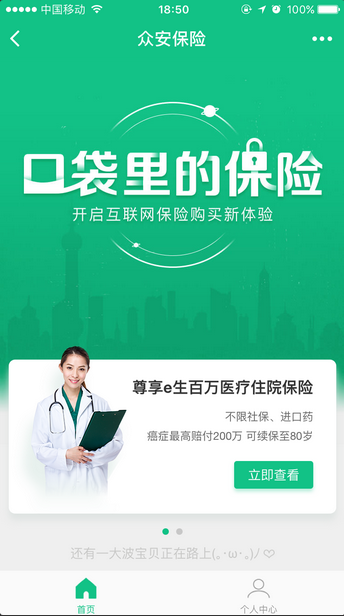 中国移动
18:50
100%
众安保险
口袋里的保险
开启互联网保险购买新体验
尊享e生百万医疗住院保险
不限社保、进口药
癌症最高赔付200万 可续保至80岁
立即查看
还有一大波宝贝正在路上(｡･ω･｡)ﾉ♡
首页
个人中心